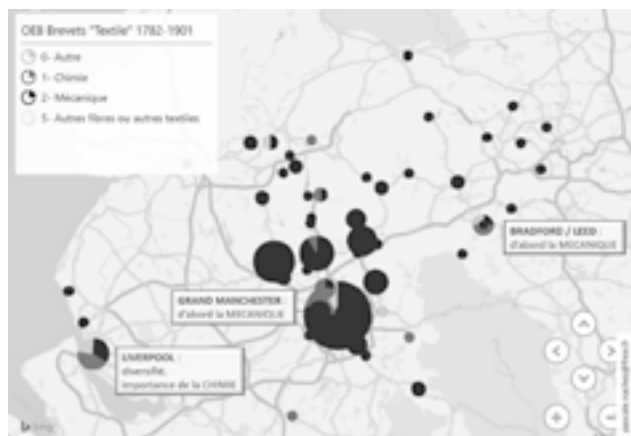 OEB Brevets "Textile" 1782-1901
0- Autre
1- Chimie
2- Mécanique
5- Autres fibres ou autres textiles
BRADFORD / LEED :
d'abord la MECANIQUE
GRAND MANCHESTER :
d'abord la MECANIQUE
LIVERPOOL :
diversifié,
importance de la CHIMIE